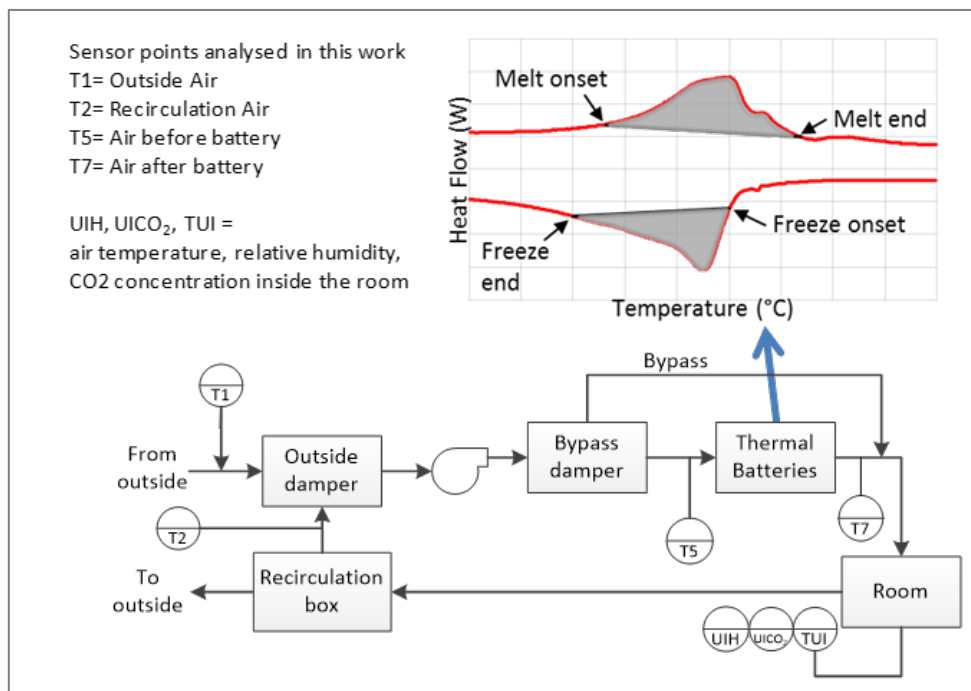 Sensor points analysed in this work
T1= Outside Air
T2= Recirculation Air
T5= Air before battery
T7= Air after battery
UIH, UICO₂, TUI =
air temperature, relative humidity,
CO2 concentration inside the room
Heat Flow (W)
Melt onset
Melt end
Freeze onset
Freeze
end
Temperature (°C)
Bypass
T1
From
outside
Outside
damper
Bypass
damper
Thermal
Batteries
T2
T5
T7
To
outside
Recirculation
box
Room
UIH
UICO₂
TUI